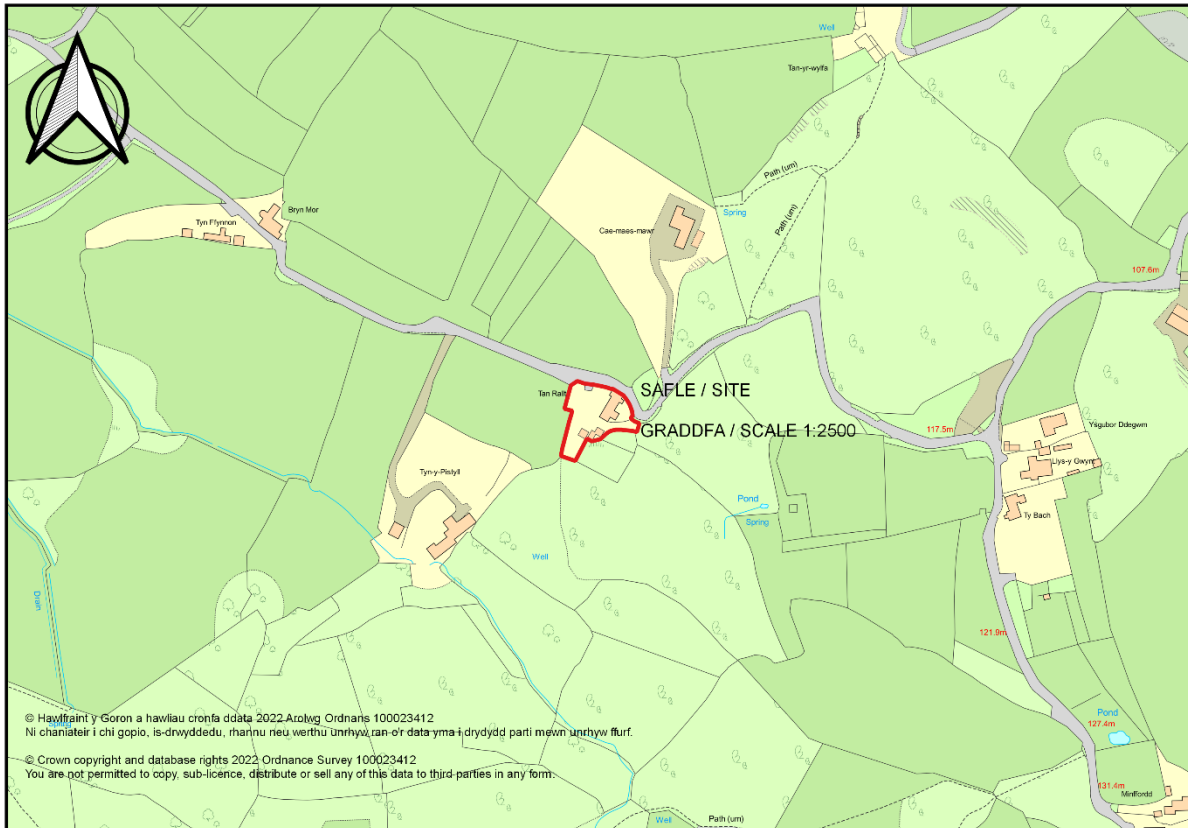 Well
Tan-yr-wylfa
Path (um)
Bryn Mor
Tyn Ffynnon
Spring
Path (um)
Cae-maes-mawr
107.6m
SAFLE / SITE
Tan Rallt
GRADDFA / SCALE 1:2500
117.5m
Ysgubor Ddegwm
Llys-y Gwynt
Tyn-y-Pistyll
Pond
Ty Bach
Spring
Well
Drain
121.9m
Pond
127.4m
© Hawlfraint y Goron a hawliau cronfa ddata 2022 Arolwg Ordnans 100023412
Spring
Ni chaniateir i chi gopïo, is-drwyddedu, rhannu neu werthu unrhyw ran o'r data yma i drydydd parti mewn unrhyw ffurf.
© Crown copyright and database rights 2022 Ordnance Survey 100023412
You are not permitted to copy, sub-licence, distribute or sell any of this data to third parties in any form.
131.4m
Minffordd
Well
Path (um)